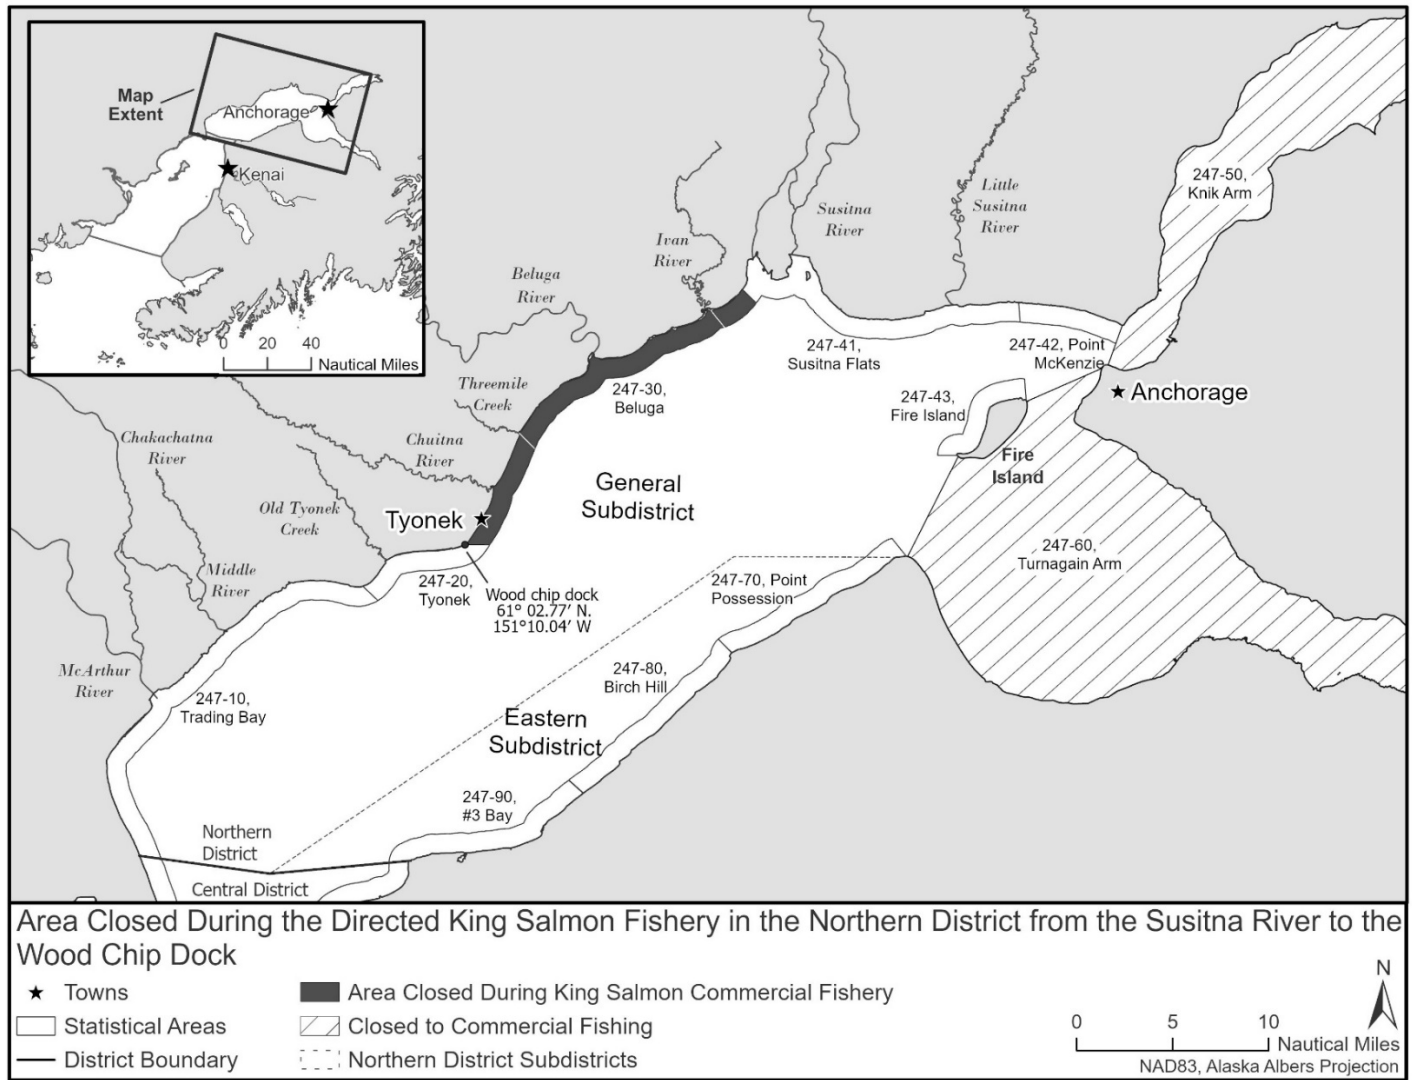 Map
Extent
Anchorage
Kenai
0 20 40
Nautical Miles
Chakachatna
River
Old Tyonek
Creek
Middle
River
McArthur
River
Chuitna
River
Threemile
Creek
Beluga
River
Ivan
River
Susitna
River
Little
Susitna
River
247-50,
Knik Arm
247-41,
Susitna Flats
247-42, Point
McKenzie
247-43,
Fire Island
Anchorage
Fire
Island
247-30,
Beluga
General
Subdistrict
Tyonek
247-20,
Tyonek
Wood chip dock
61° 02.77' N.
151°10.04' W
247-60,
Turnagain Arm
247-70, Point
Possession
247-80,
Birch Hill
247-10,
Trading Bay
Eastern
Subdistrict
247-90,
#3 Bay
Northern
District
Central District
Area Closed During the Directed King Salmon Fishery in the Northern District from the Susitna River to the
Wood Chip Dock
Towns
Statistical Areas
District Boundary
Area Closed During King Salmon Commercial Fishery
Closed to Commercial Fishing
Northern District Subdistricts
0 5 10
Nautical Miles
N
NAD83, Alaska Albers Projection